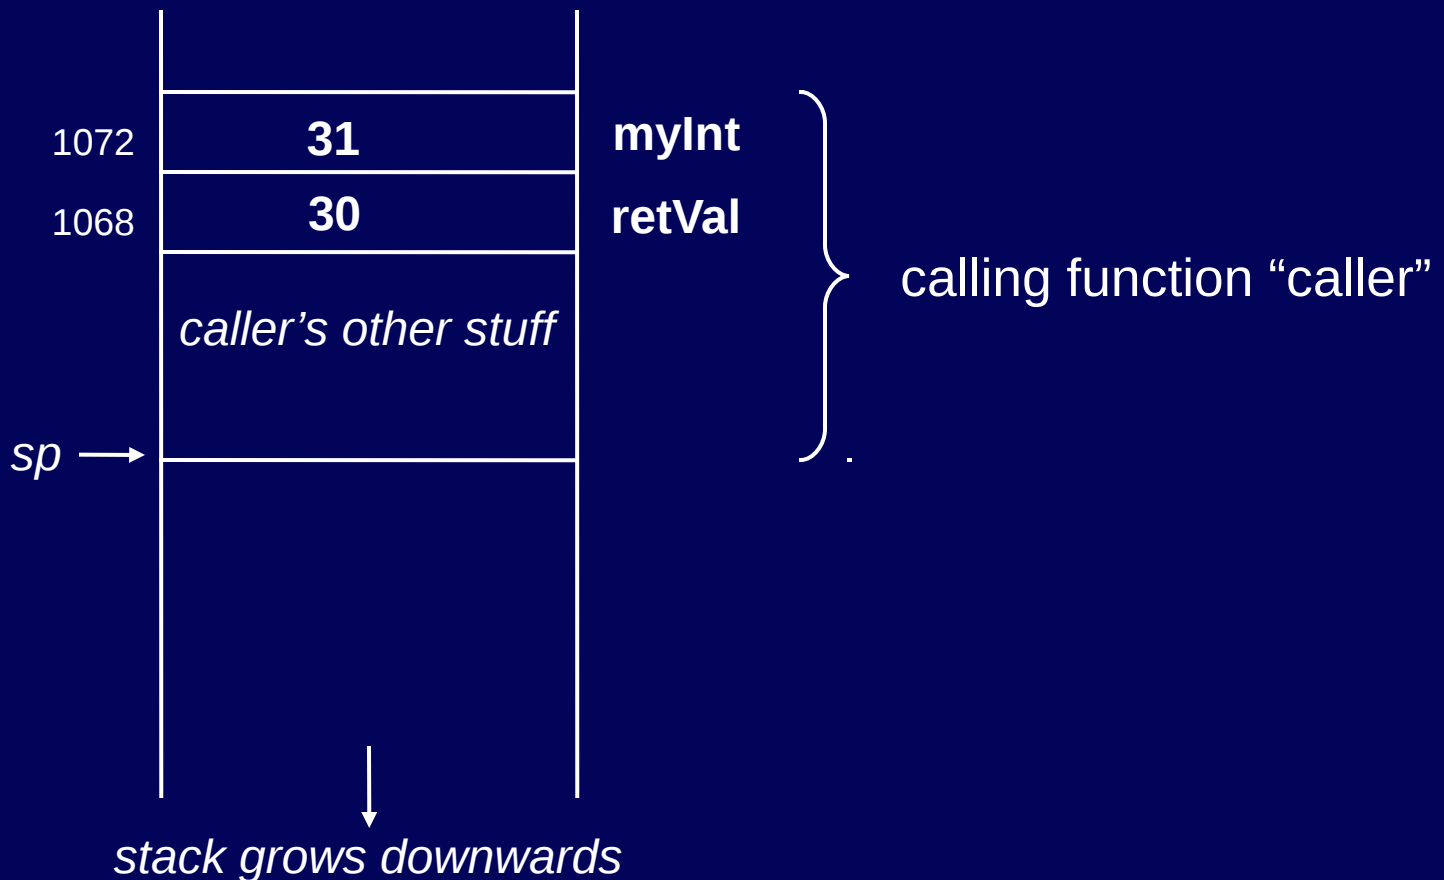 1072 31 myInt
1068 30 retVal
calling function “caller”
caller’s other stuff
sp
stack grows downwards